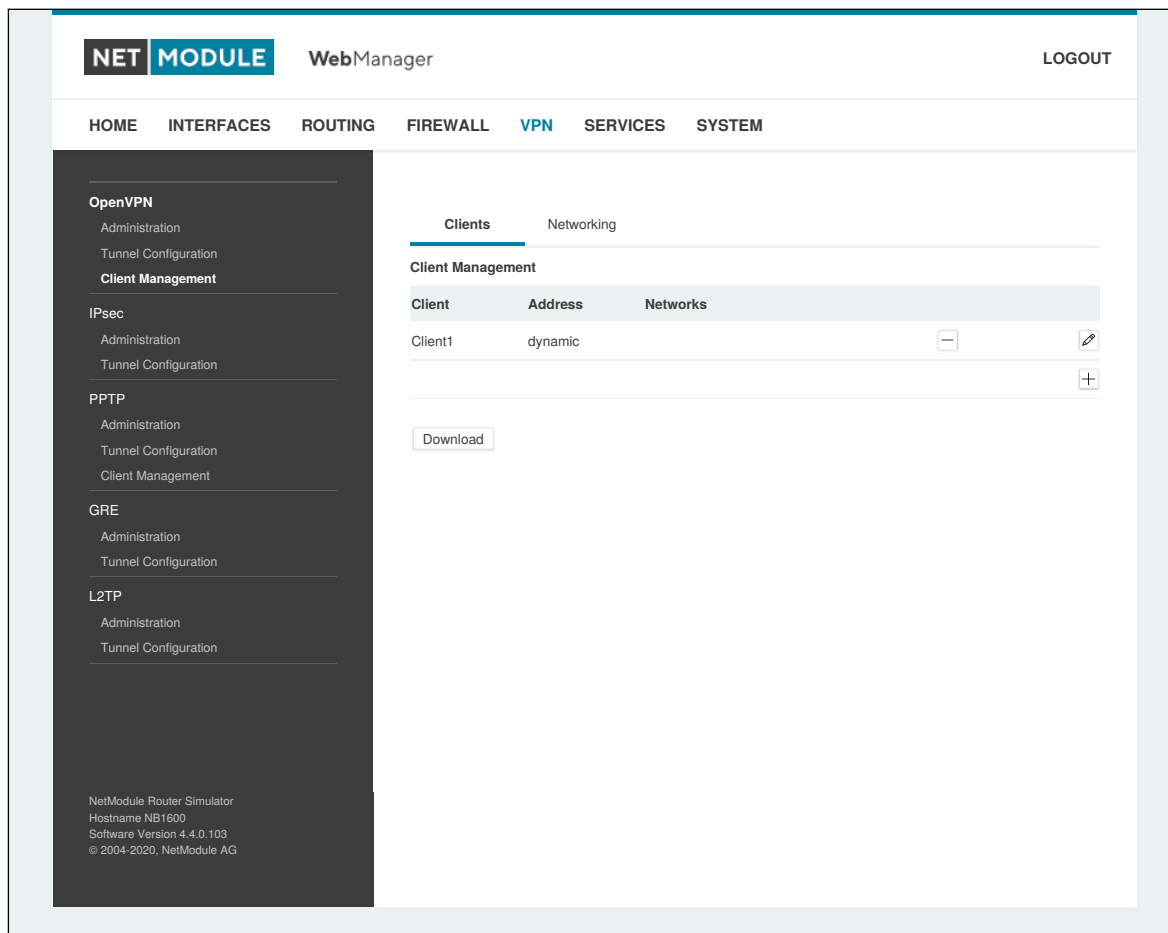 NET MODULE WebManager LOGOUT
HOME INTERFACES ROUTING FIREWALL VPN SERVICES SYSTEM
OpenVPN
Administration
Tunnel Configuration
Client Management
IPsec
Administration
Tunnel Configuration
PPTP
Administration
Tunnel Configuration
Client Management
GRE
Administration
Tunnel Configuration
L2TP
Administration
Tunnel Configuration
NetModule Router Simulator
Hostname NB1600
Software Version 4.4.0.103
© 2004-2020, NetModule AG
Clients Networking
Client Management
Client Address Networks
Client1 dynamic
Download